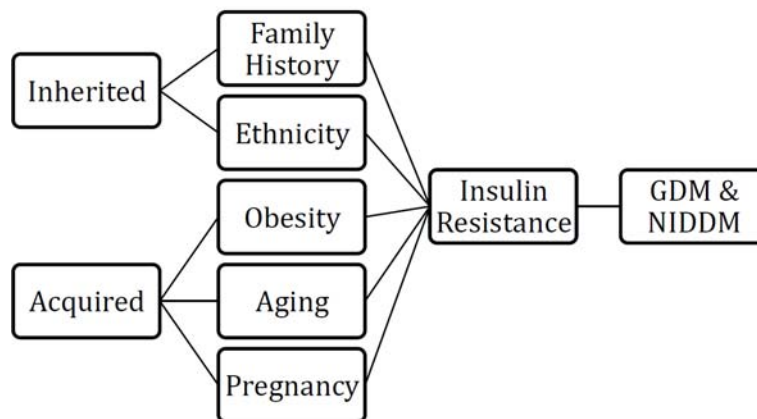 Family
History
Inherited
Ethnicity
Obesity
Insulin
Resistance
GDM &
NIDDM
Acquired
Aging
Pregnancy